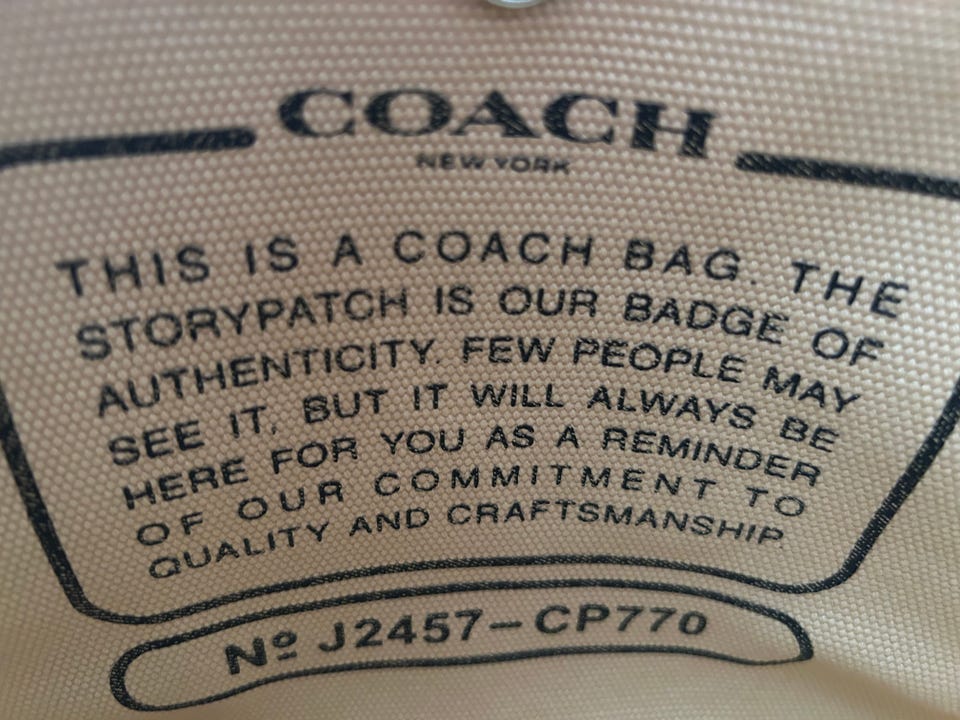 COACH
NEW YORK
THIS IS A COACH BAG. THE
STORYPATCH IS OUR BADGE OF
AUTHENTICITY. FEW PEOPLE MAY
SEE IT, BUT IT WILL ALWAYS BE
HERE FOR YOU AS A REMINDER
OF OUR COMMITMENT TO
QUALITY AND CRAFTSMANSHIP.
Nº J2457-CP770